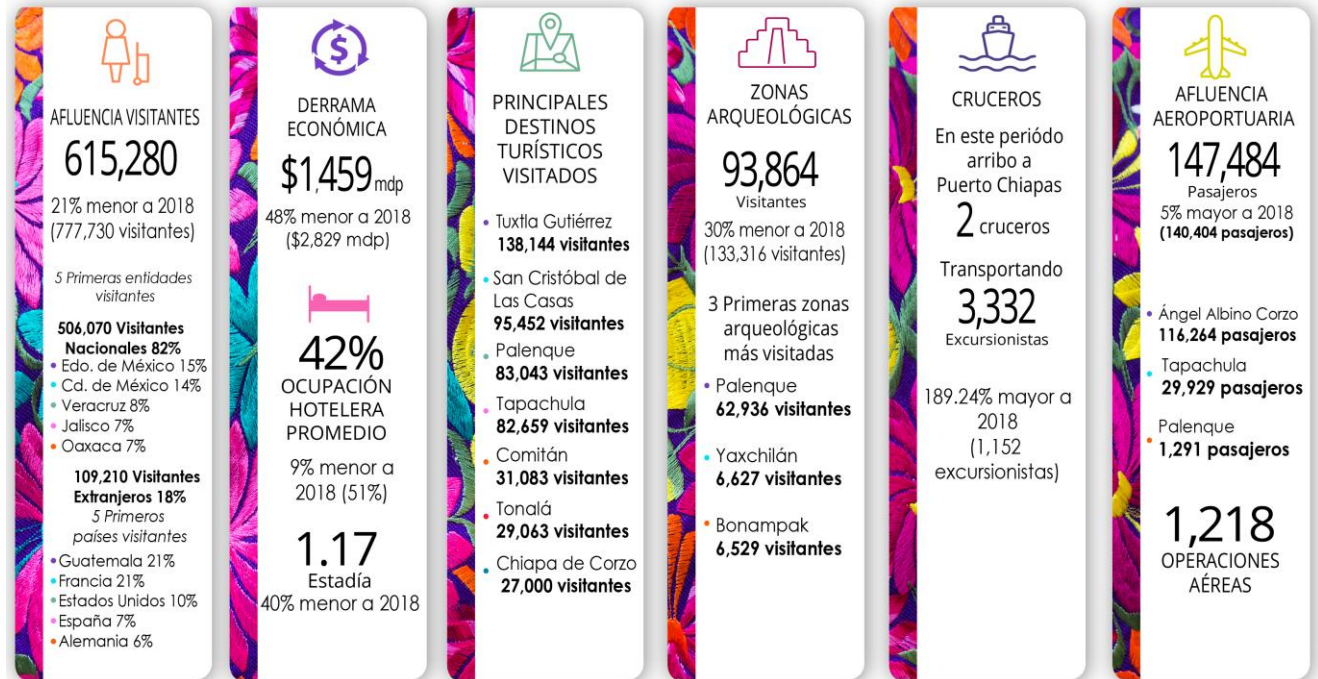 AFLUENCIA VISITANTES
615,280
21% menor a 2018
(777,730 visitantes)
5 Primeras entidades
visitantes
506,070 Visitantes
Nacionales 82%
• Edo. de México 15%
• Cd. de México 14%
• Veracruz 8%
• Jalisco 7%
• Oaxaca 7%
109,210 Visitantes
Extranjeros 18%
5 Primeros
países visitantes
• Guatemala 21%
• Francia 21%
• Estados Unidos 10%
• España 7%
• Alemania 6%
$
DERRAMA
ECONÓMICA
$1,459 mdp
48% menor a 2018
($2,829 mdp)
42%
OCUPACIÓN
HOTELERA
PROMEDIO
9% menor a
2018 (51%)
1.17
Estadía
40% menor a 2018
PRINCIPALES
DESTINOS
TURÍSTICOS
VISITADOS
• Tuxtla Gutiérrez
138,144 visitantes
• San Cristóbal de
Las Casas
95,452 visitantes
• Palenque
83,043 visitantes
• Tapachula
82,659 visitantes
• Comitán
31,083 visitantes
• Tonalá
29,063 visitantes
• Chiapa de Corzo
27,000 visitantes
ZONAS
ARQUEOLÓGICAS
93,864
Visitantes
30% menor a 2018
(133,316 visitantes)
3 Primeras zonas
arqueológicas
más visitadas
• Palenque
62,936 visitantes
• Yaxchilán
6,627 visitantes
• Bonampak
6,529 visitantes
CRUCEROS
En este periódo
arribo a
Puerto Chiapas
2 cruceros
Transportando
3,332
Excursionistas
189.24% mayor a
2018
(1,152
excursionistas)
AFLUENCIA
AEROPORTUARIA
147,484
Pasajeros
5% mayor a 2018
(140,404 pasajeros)
• Ángel Albino Corzo
116,264 pasajeros
• Tapachula
29,929 pasajeros
• Palenque
1,291 pasajeros
1,218
OPERACIONES
AÉREAS